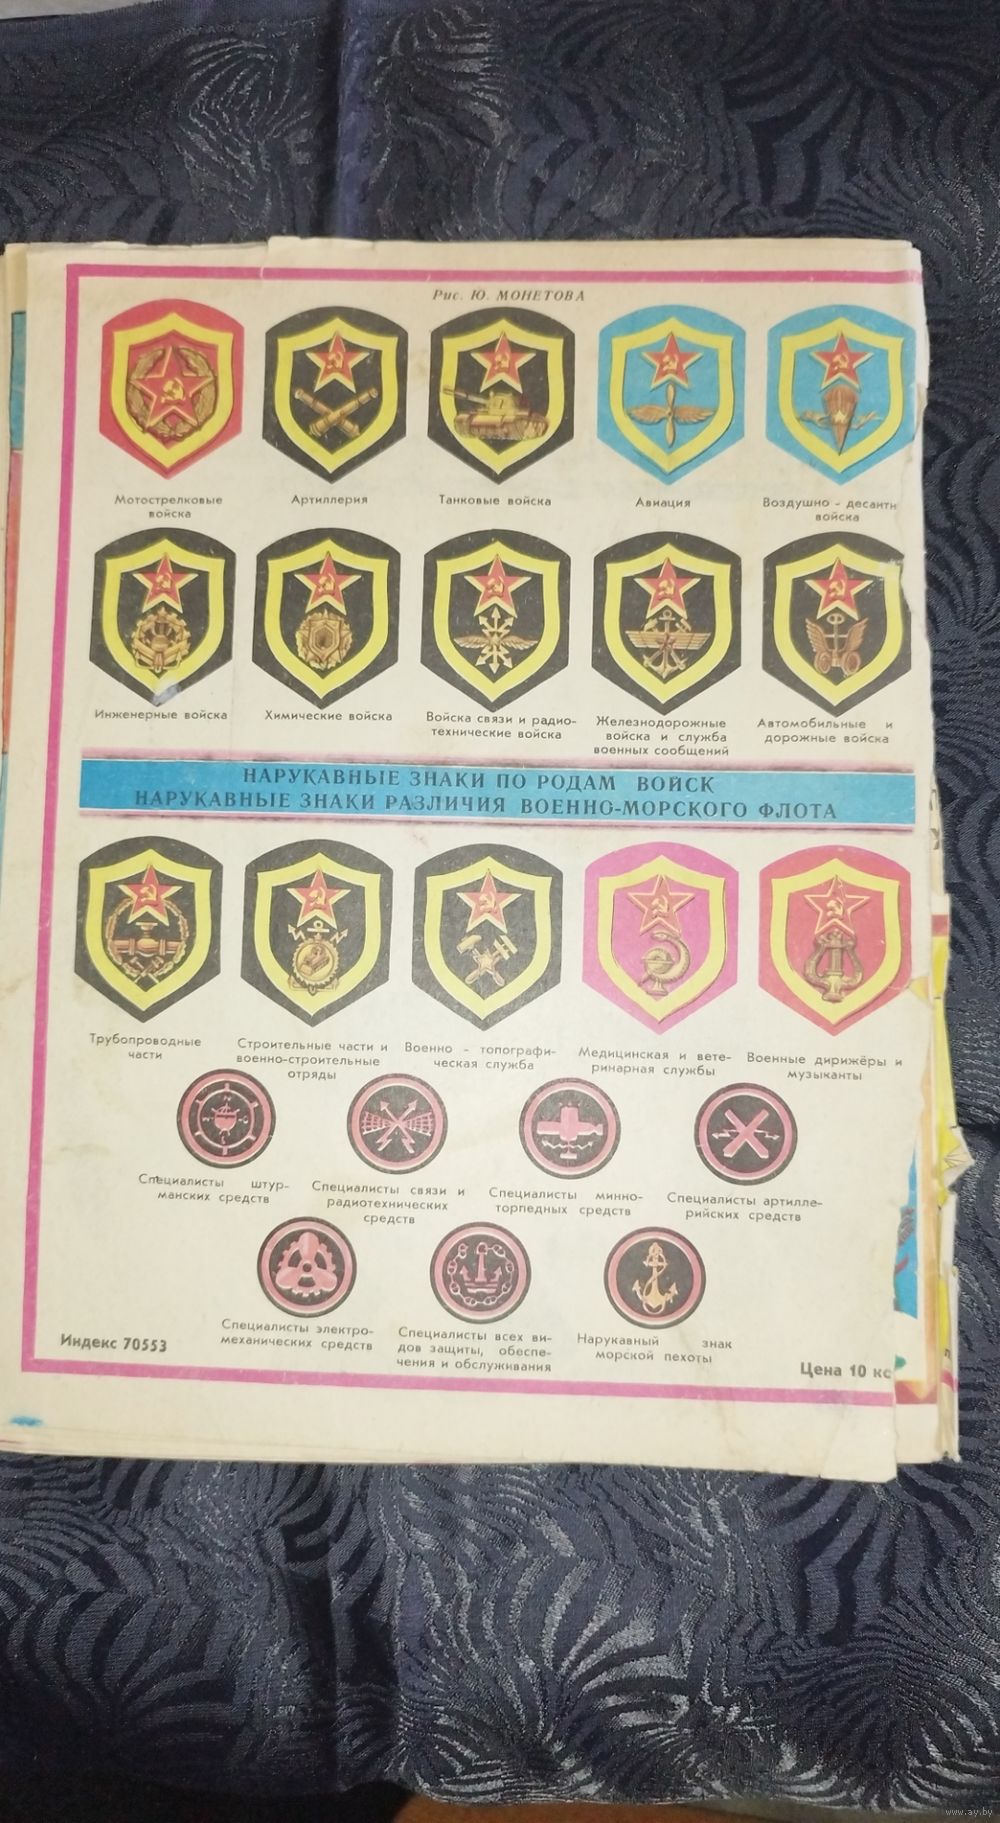 Рис. Ю. МОНЕТОВА
Мотострелковые
войска
Артиллерия
Танковые войска
Авиация
Воздушно - десантн
войска
Инженерные войска
Химические войска
Войска связи и радио-
технические войска
Железнодорожные
войска и служба
военных сообщений
Автомобильные и
дорожные войска
НАРУКАВНЫЕ ЗНАКИ ПО РОДАМ ВОЙСК
НАРУКАВНЫЕ ЗНАКИ РАЗЛИЧИЯ ВОЕННО-МОРСКОГО ФЛОТА
Трубопроводные
части
Строительные части и
военно-строительные
отряды
Военно - топографи-
ческая служба
Медицинская и вете-
ринарная службы
Военные дирижёры и
музыканты
Специалисты штур-
манских средств
Специалисты связи и
радиотехнических
средств
Специалисты минно-
торпедных средств
Специалисты артилле-
рийских средств
Специалисты электро-
механических средств
Специалисты всех ви-
дов защиты, обеспе-
чения и обслуживания
Нарукавный знак
морской пехоты
Индекс 70553
Цена 10 ко
www.ay.by